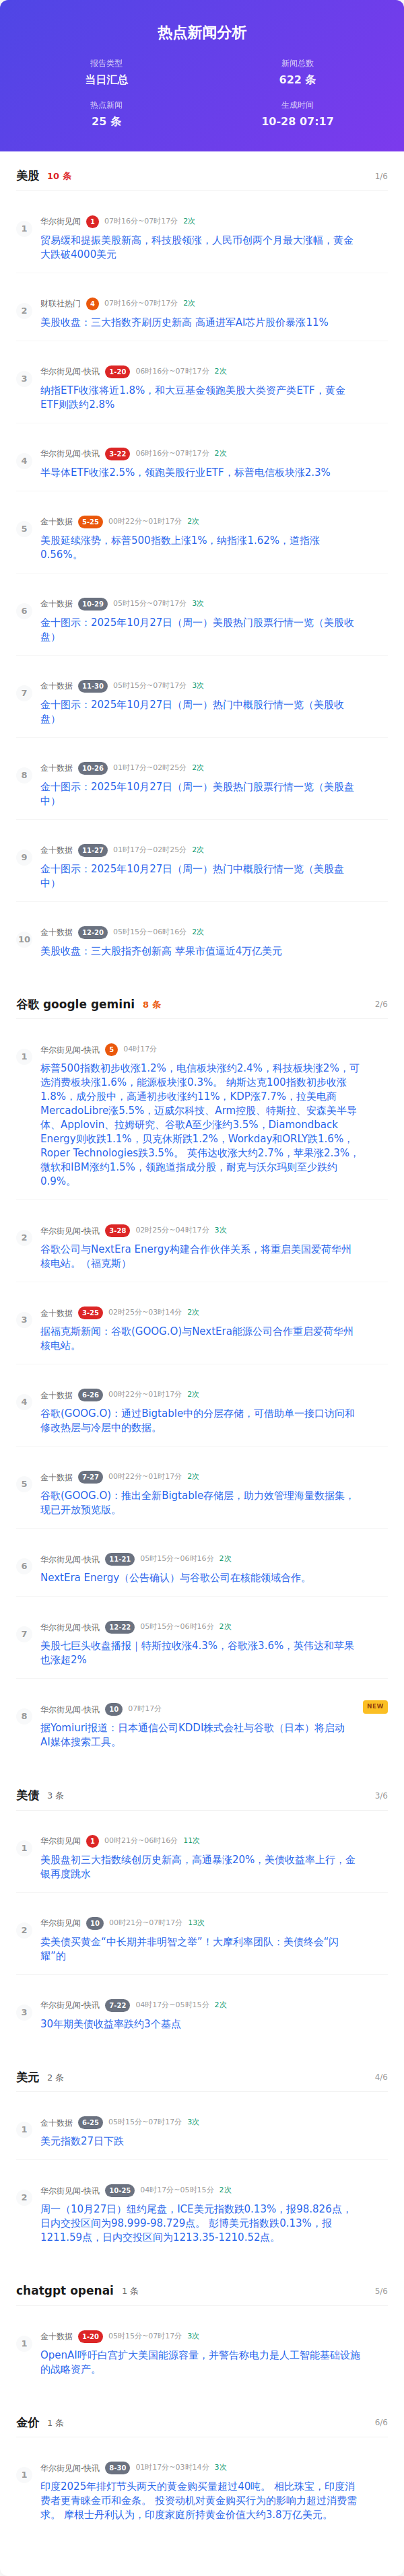 热点新闻分析
报告类型
新闻总数
当日汇总
622 条
热点新闻
生成时间
25 条
10-28 07:17
美股 10 条 1/6
1 华尔街见闻 1 07时16分~07时17分 2次
贸易缓和提振美股新高，科技股领涨，人民币创两个月最大涨幅，黄金
大跌破4000美元
2 财联社热门 4 07时16分~07时17分 2次
美股收盘：三大指数齐刷历史新高 高通进军AI芯片股价暴涨11%
3 华尔街见闻-快讯 1-20 06时16分~07时17分 2次
纳指ETF收涨将近1.8%，和大豆基金领跑美股大类资产类ETF，黄金
ETF则跌约2.8%
4 华尔街见闻-快讯 3-22 06时16分~07时17分 2次
半导体ETF收涨2.5%，领跑美股行业ETF，标普电信板块涨2.3%
5 金十数据 5-25 00时22分~01时17分 2次
美股延续涨势，标普500指数上涨1%，纳指涨1.62%，道指涨
0.56%。
6 金十数据 10-29 05时15分~07时17分 3次
金十图示：2025年10月27日（周一）美股热门股票行情一览（美股收
盘）
7 金十数据 11-30 05时15分~07时17分 3次
金十图示：2025年10月27日（周一）热门中概股行情一览（美股收
盘）
8 金十数据 10-26 01时17分~02时25分 2次
金十图示：2025年10月27日（周一）美股热门股票行情一览（美股盘
中）
9 金十数据 11-27 01时17分~02时25分 2次
金十图示：2025年10月27日（周一）热门中概股行情一览（美股盘
中）
10 金十数据 12-20 05时15分~06时16分 2次
美股收盘：三大股指齐创新高 苹果市值逼近4万亿美元
谷歌 google gemini 8 条 2/6
1 华尔街见闻-快讯 5 04时17分
标普500指数初步收涨1.2%，电信板块涨约2.4%，科技板块涨2%，可
选消费板块涨1.6%，能源板块涨0.3%。 纳斯达克100指数初步收涨
1.8%，成分股中，高通初步收涨约11%，KDP涨7.7%，拉美电商
MercadoLibre涨5.5%，迈威尔科技、Arm控股、特斯拉、安森美半导
体、Applovin、拉姆研究、谷歌A至少涨约3.5%，Diamondback
Energy则收跌1.1%，贝克休斯跌1.2%，Workday和ORLY跌1.6%，
Roper Technologies跌3.5%。 英伟达收涨大约2.7%，苹果涨2.3%，
微软和IBM涨约1.5%，领跑道指成分股，耐克与沃尔玛则至少跌约
0.9%。
2 华尔街见闻-快讯 3-28 02时25分~04时17分 3次
谷歌公司与NextEra Energy构建合作伙伴关系，将重启美国爱荷华州
核电站。（福克斯）
3 金十数据 3-25 02时25分~03时14分 2次
据福克斯新闻：谷歌(GOOG.O)与NextEra能源公司合作重启爱荷华州
核电站。
4 金十数据 6-26 00时22分~01时17分 2次
谷歌(GOOG.O)：通过Bigtable中的分层存储，可借助单一接口访问和
修改热层与冷层中的数据。
5 金十数据 7-27 00时22分~01时17分 2次
谷歌(GOOG.O)：推出全新Bigtable存储层，助力效管理海量数据集，
现已开放预览版。
6 华尔街见闻-快讯 11-21 05时15分~06时16分 2次
NextEra Energy（公告确认）与谷歌公司在核能领域合作。
7 华尔街见闻-快讯 12-22 05时15分~06时16分 2次
美股七巨头收盘播报｜特斯拉收涨4.3%，谷歌涨3.6%，英伟达和苹果
也涨超2%
8 华尔街见闻-快讯 10 07时17分 NEW
据Yomiuri报道：日本通信公司KDDI株式会社与谷歌（日本）将启动
AI媒体搜索工具。
美债 3 条 3/6
1 华尔街见闻 1 00时21分~06时16分 11次
美股盘初三大指数续创历史新高，高通暴涨20%，美债收益率上行，金
银再度跳水
2 华尔街见闻 10 00时21分~07时17分 13次
卖美债买黄金“中长期并非明智之举”！大摩利率团队：美债终会“闪
耀”的
3 华尔街见闻-快讯 7-22 04时17分~05时15分 2次
30年期美债收益率跌约3个基点
美元 2 条 4/6
1 金十数据 6-25 05时15分~07时17分 3次
美元指数27日下跌
2 华尔街见闻-快讯 10-25 04时17分~05时15分 2次
周一（10月27日）纽约尾盘，ICE美元指数跌0.13%，报98.826点，
日内交投区间为98.999-98.729点。 彭博美元指数跌0.13%，报
1211.59点，日内交投区间为1213.35-1210.52点。
chatgpt openai 1 条 5/6
1 金十数据 1-20 05时15分~07时17分 3次
OpenAI呼吁白宫扩大美国能源容量，并警告称电力是人工智能基础设施
的战略资产。
金价 1 条 6/6
1 华尔街见闻-快讯 8-30 01时17分~03时14分 3次
印度2025年排灯节头两天的黄金购买量超过40吨。 相比珠宝，印度消
费者更青睐金币和金条。 投资动机对黄金购买行为的影响力超过消费需
求。 摩根士丹利认为，印度家庭所持黄金价值大约3.8万亿美元。